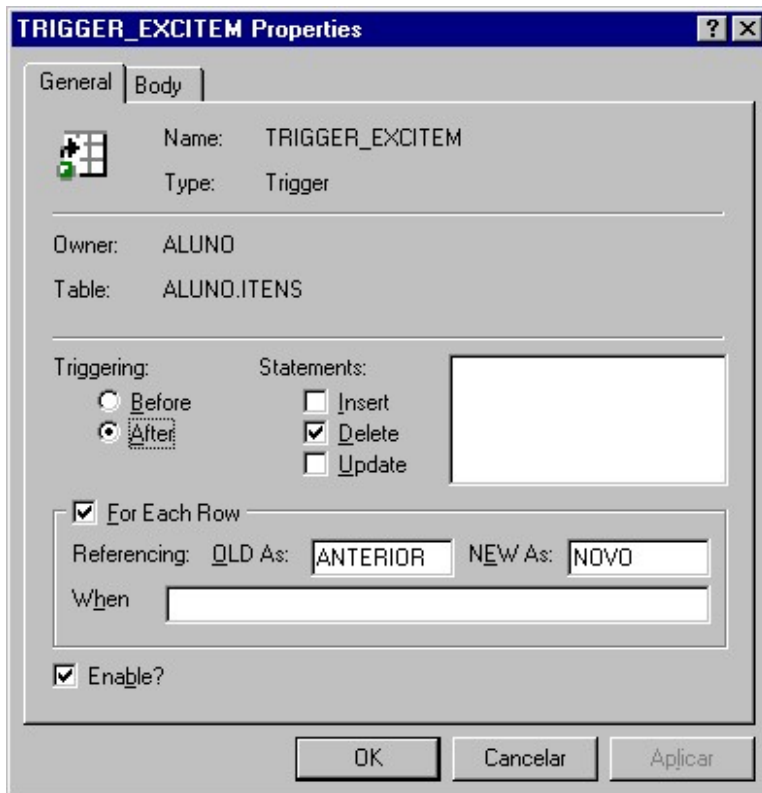 TRIGGER_EXCITEM Properties
General Body
Name: TRIGGER_EXCITEM
Type: Trigger
Owner: ALUNO
Table: ALUNO.ITENS
Triggering: Statements:
Before Insert
After Delete
Update
For Each Row
Referencing: OLD As: ANTERIOR NEW As: NOVO
When
Enable?
OK Cancelar Aplicar